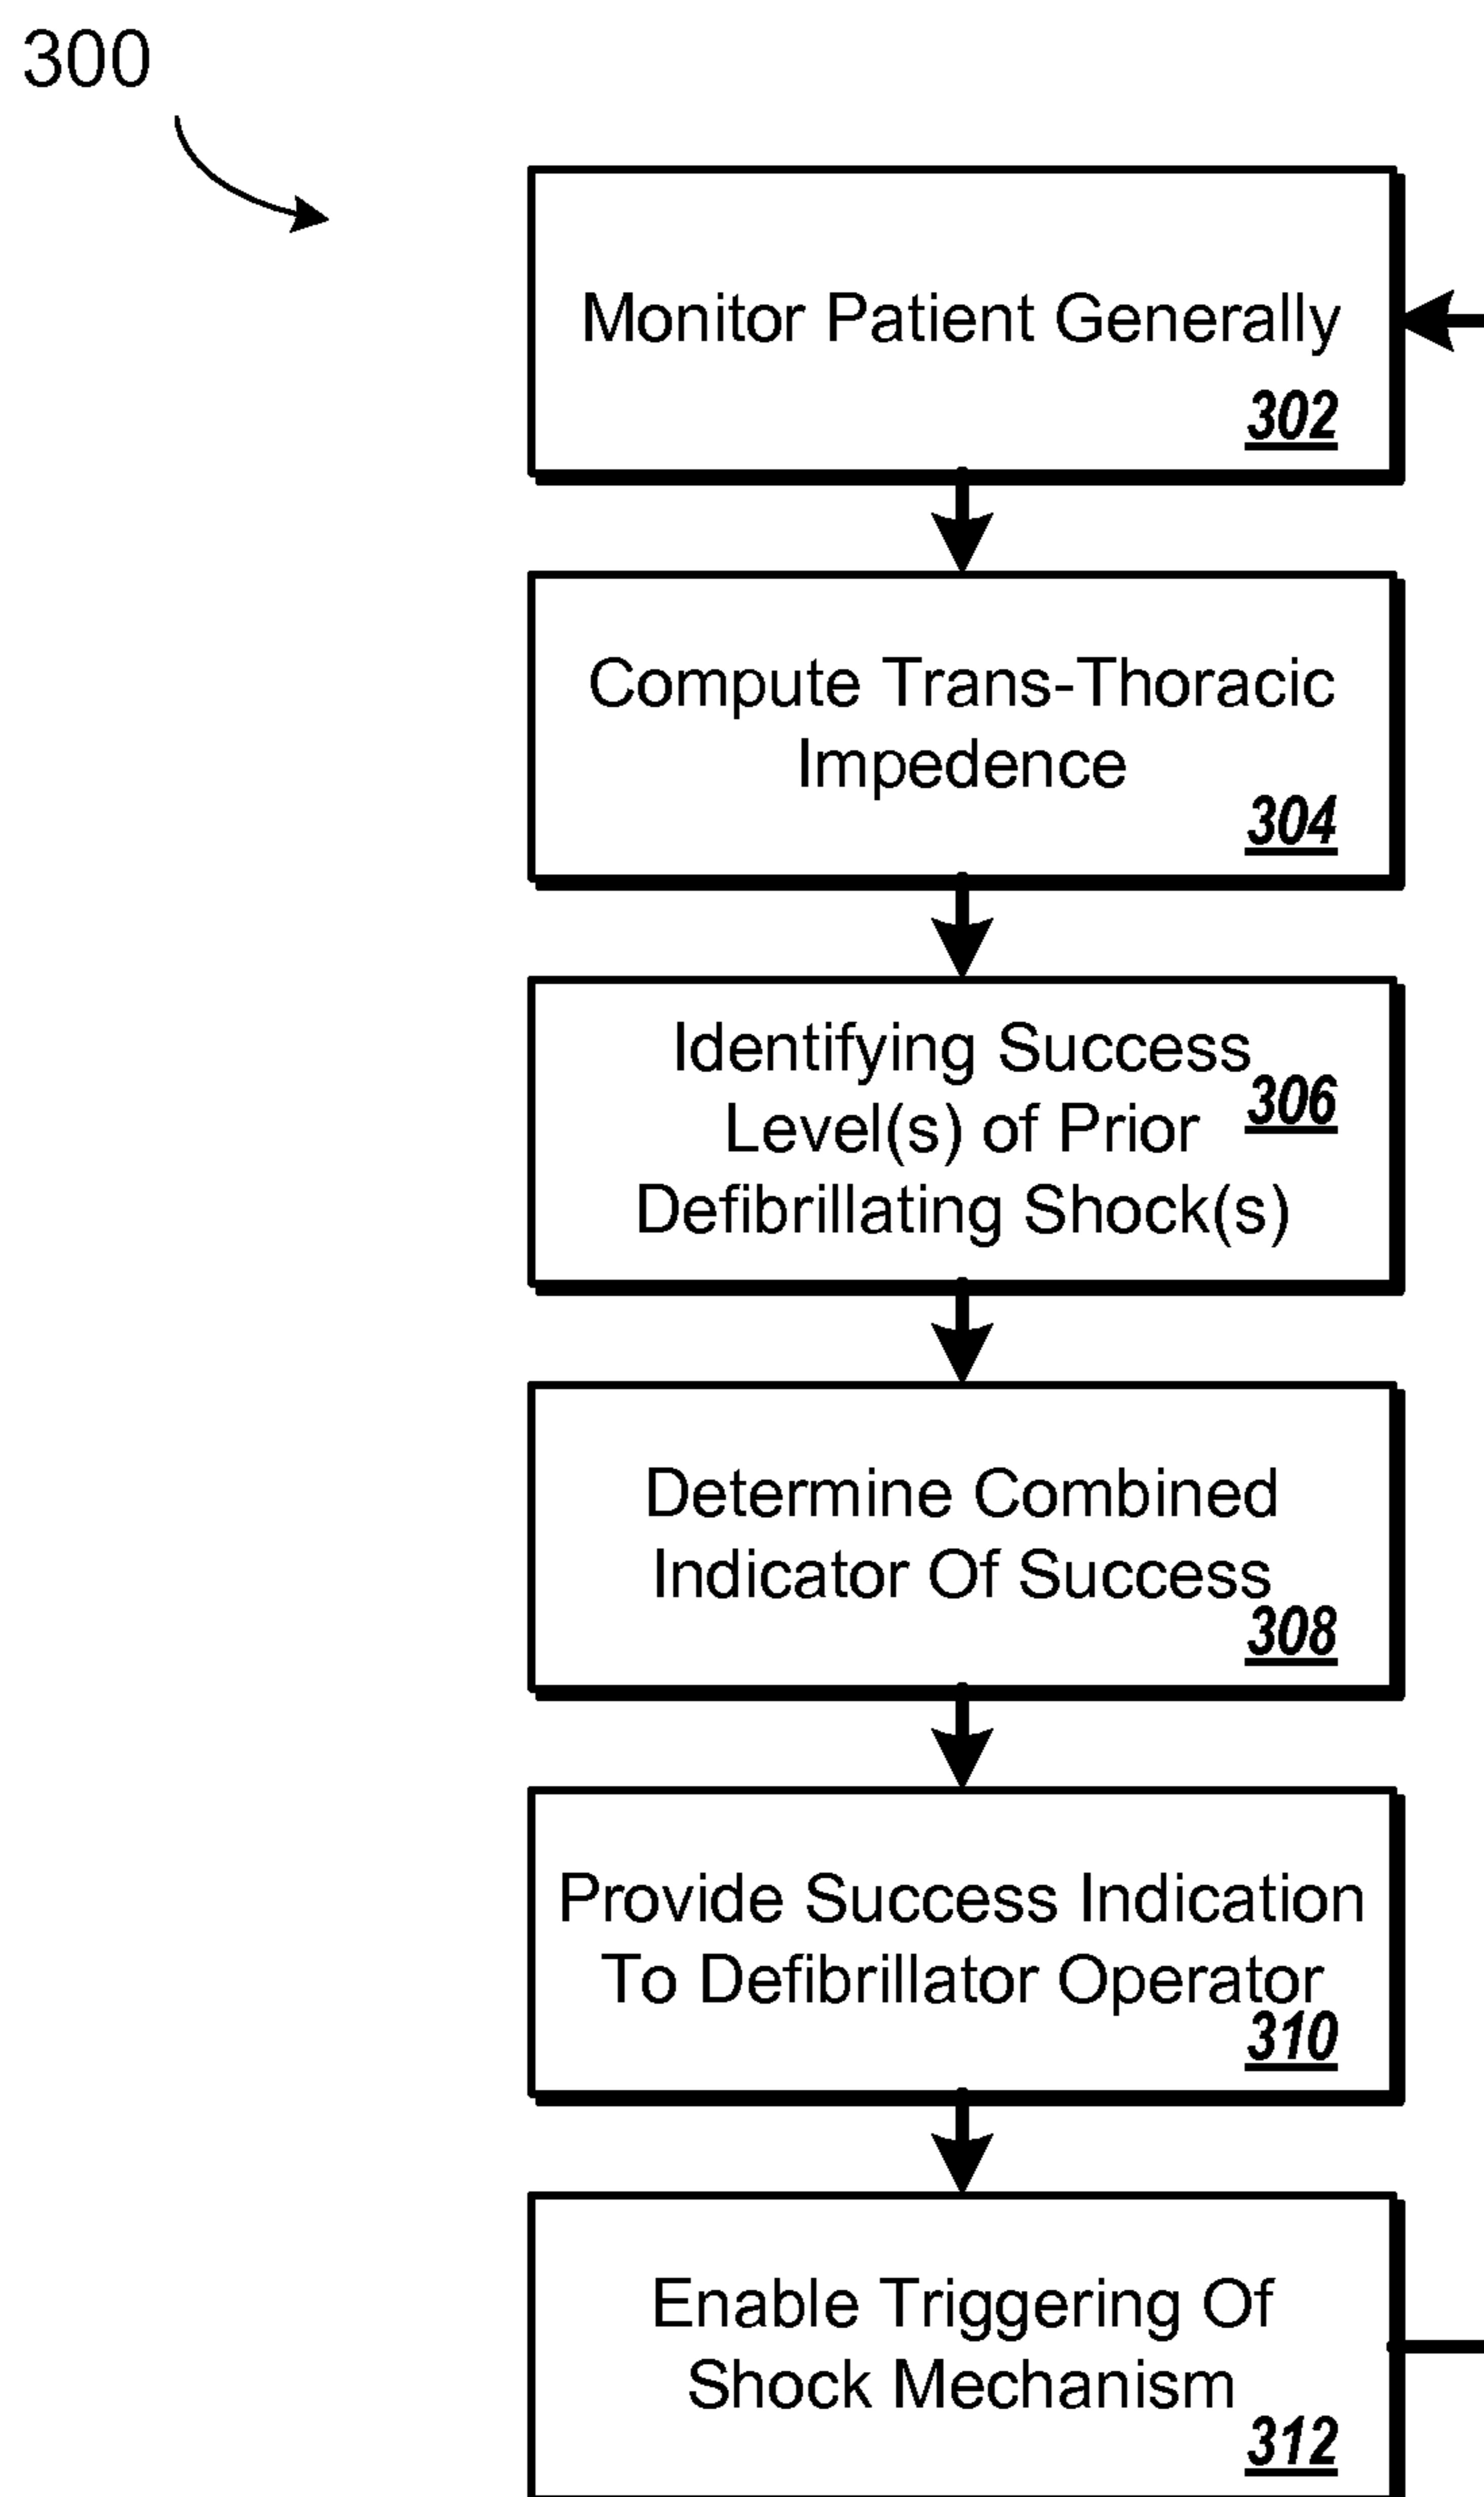 300
Monitor Patient Generally
302
Compute Trans-Thoracic
Impedence
304
Identifying Success
306
Level(s) of Prior
Defibrillating Shock(s)
Determine Combined
Indicator Of Success
308
Provide Success Indication
To Defibrillator Operator
310
Enable Triggering Of
Shock Mechanism
312